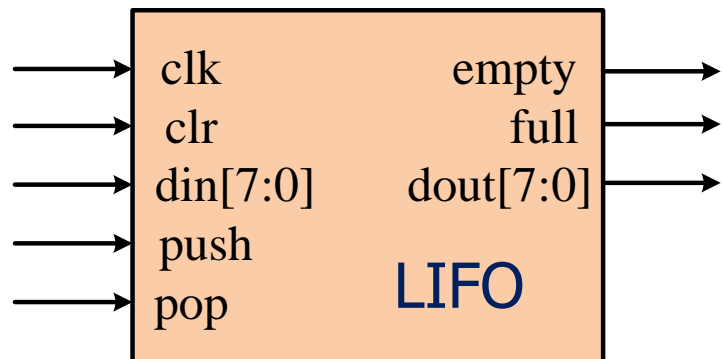 clk
clr
din[7:0]
push
pop
empty
full
dout[7:0]
LIFO